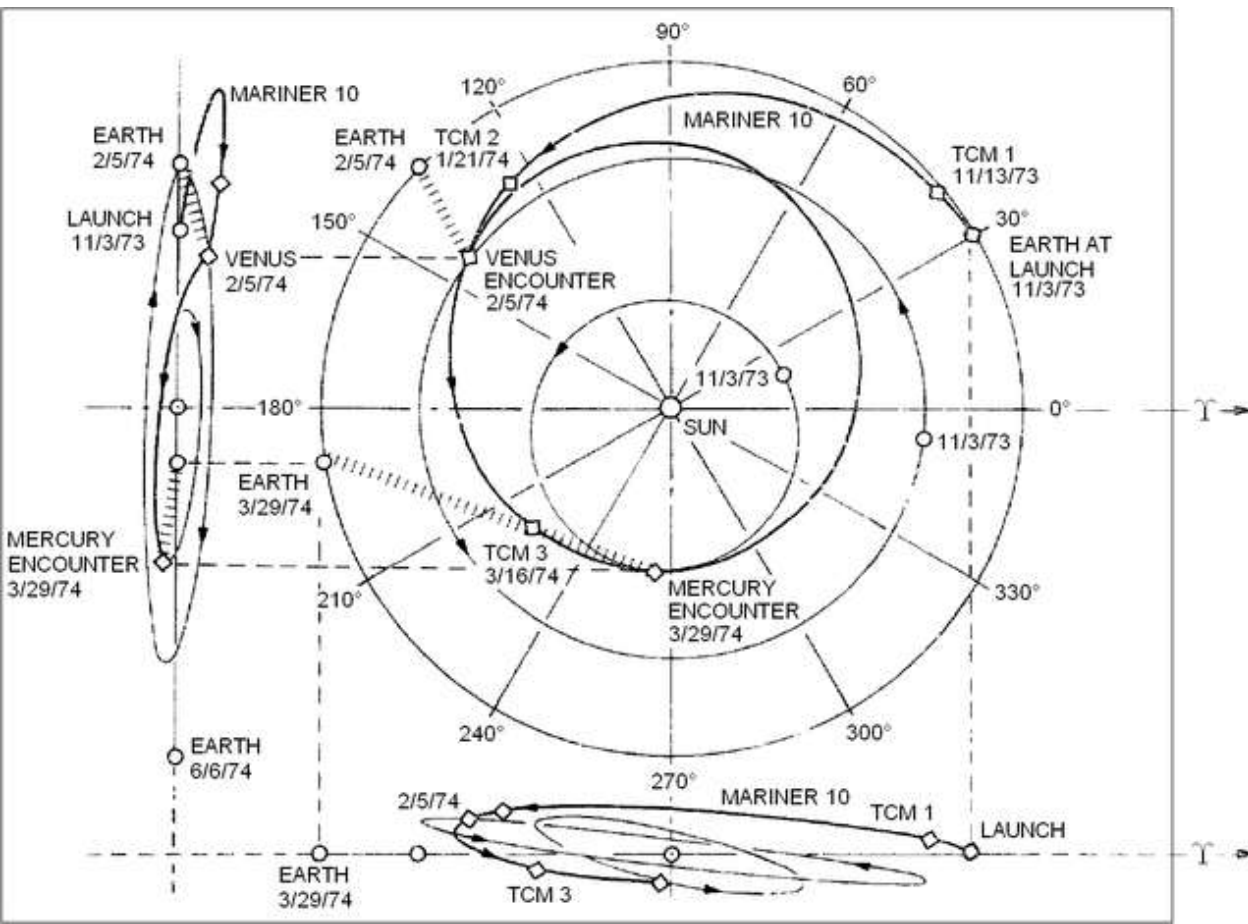 90°
120°
60°
MARINER 10
MARINER 10
EARTH
2/5/74
EARTH
2/5/74
TCM 2
1/21/74
TCM 1
11/13/73
LAUNCH
11/3/73
150°
30°
EARTH AT
LAUNCH
11/3/73
VENUS
2/5/74
VENUS
ENCOUNTER
2/5/74
11/3/73
180°
0°
♈
SUN
11/3/73
EARTH
3/29/74
MERCURY
ENCOUNTER
3/29/74
TCM 3
3/16/74
MERCURY
ENCOUNTER
3/29/74
210°
330°
240°
300°
EARTH
6/6/74
270°
2/5/74
MARINER 10
TCM 1
LAUNCH
♈
EARTH
3/29/74
TCM 3